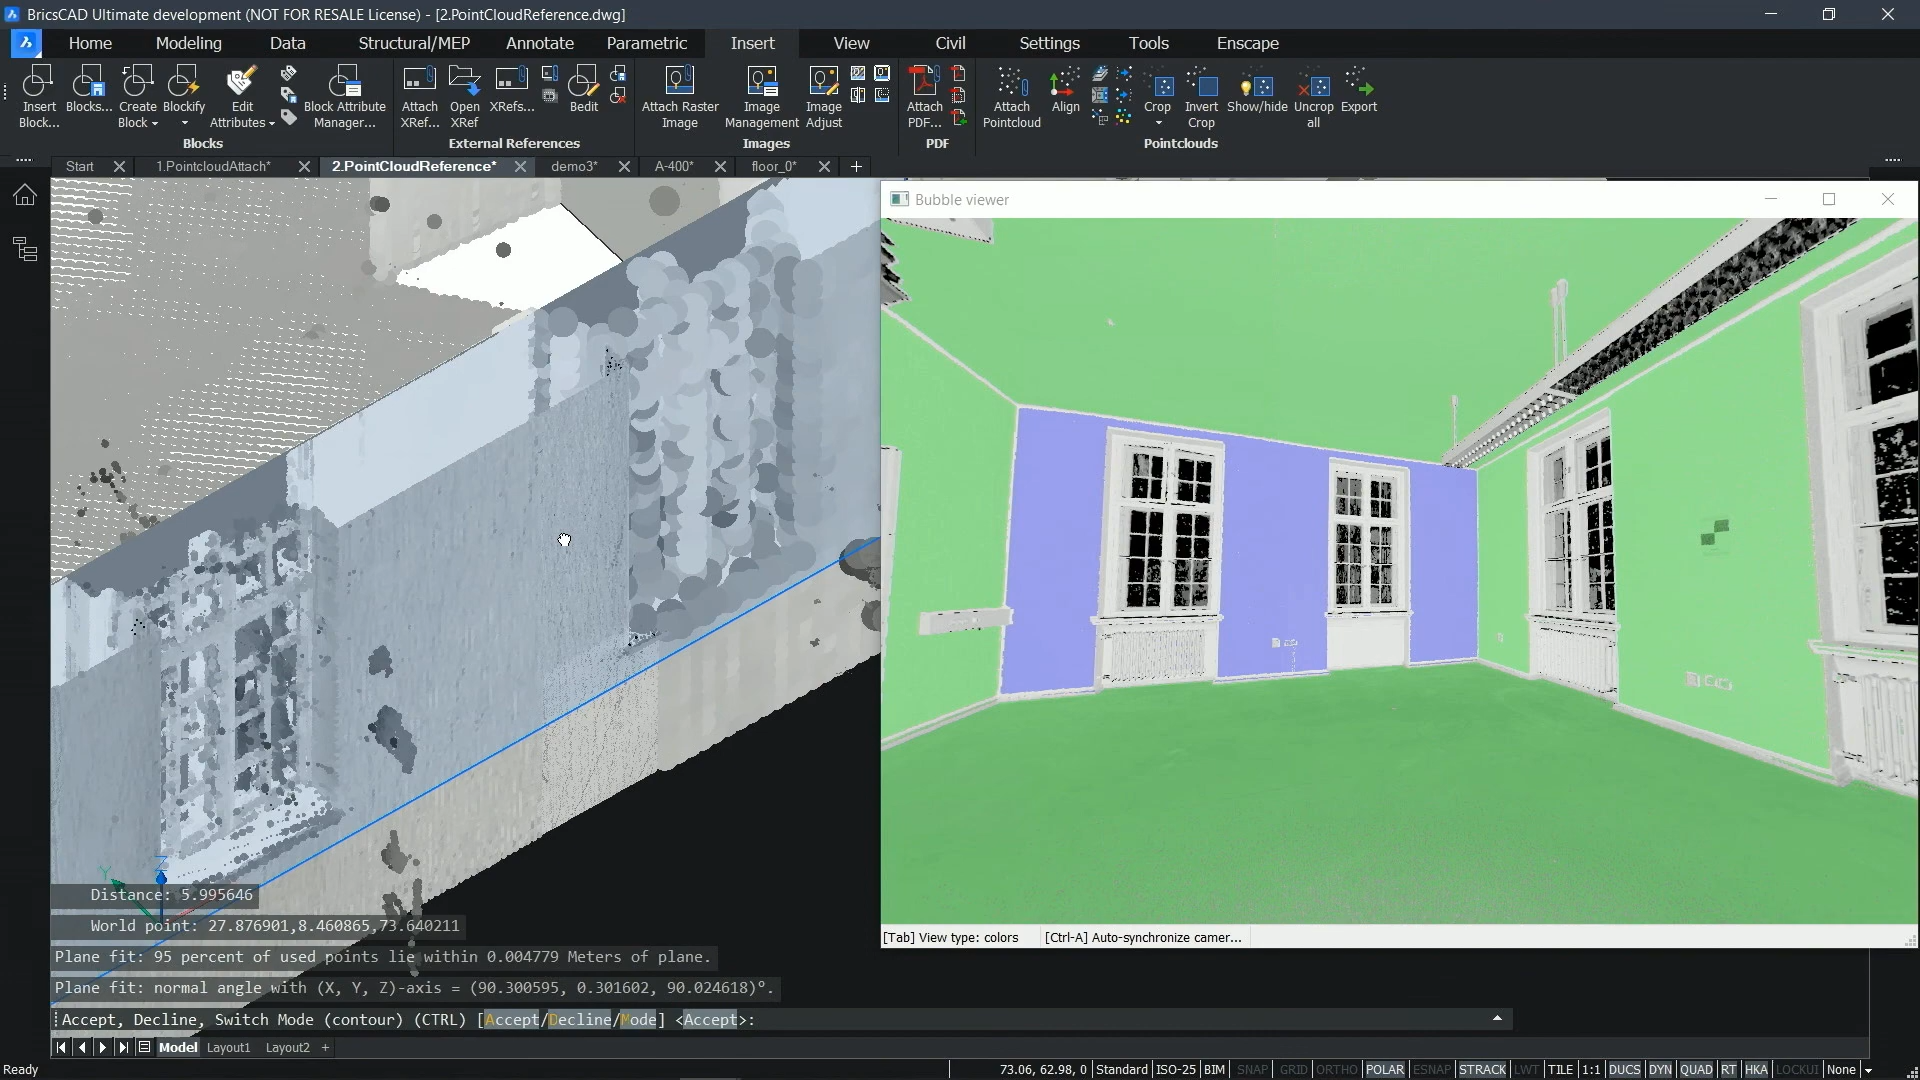 BricsCAD Ultimate development (NOT FOR RESALE License) - [2.PointCloudReference.dwg]
Home Modeling Data Structural/MEP Annotate Parametric Insert View Civil Settings Tools Enscape
Insert Block... Blocks... Create Block Blockify Edit Attributes Block Attribute Manager... Attach XRef... Open XRef XRefs... Bedit Attach Raster Image Image Management Image Adjust Attach PDF... Attach Pointcloud Align Crop Invert Crop Show/hide Uncrop all Export
Blocks External References Images PDF Pointclouds
Start 1.PointcloudAttach* 2.PointCloudReference* demo3* A-400* floor_0*
Bubble viewer
Y Z
Distance: 5.995646
World point: 27.876901,8.460865,73.640211
[Tab] View type: colors [Ctrl-A] Auto-synchronize camer...
Plane fit: 95 percent of used points lie within 0.004779 Meters of plane.
Plane fit: normal angle with (X, Y, Z)-axis = (90.300595, 0.301602, 90.024618)º.
Accept, Decline, Switch Mode (contour) (CTRL) [Accept/Decline/Mode] <Accept>:
Model Layout1 Layout2 +
Ready 73.06, 62.98, 0 Standard ISO-25 BIM SNAP GRID ORTHO POLAR ESNAP STRACK LWT TILE 1:1 DUCS DYN QUAD RT HKA LOCKUI None